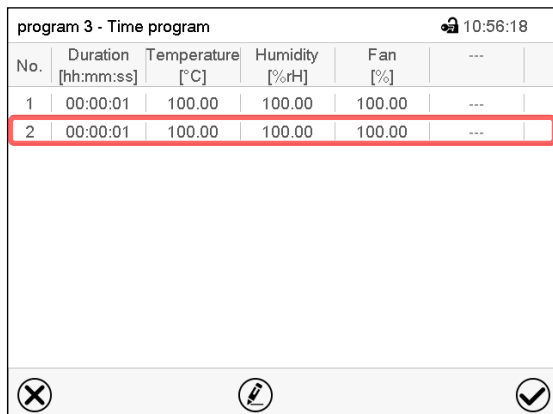 program 3 - Time program 10:56:18
No. Duration [hh:mm:ss] Temperature [°C] Humidity [%rH] Fan [%] ---
1 00:00:01 100.00 100.00 100.00 ---
2 00:00:01 100.00 100.00 100.00 ---